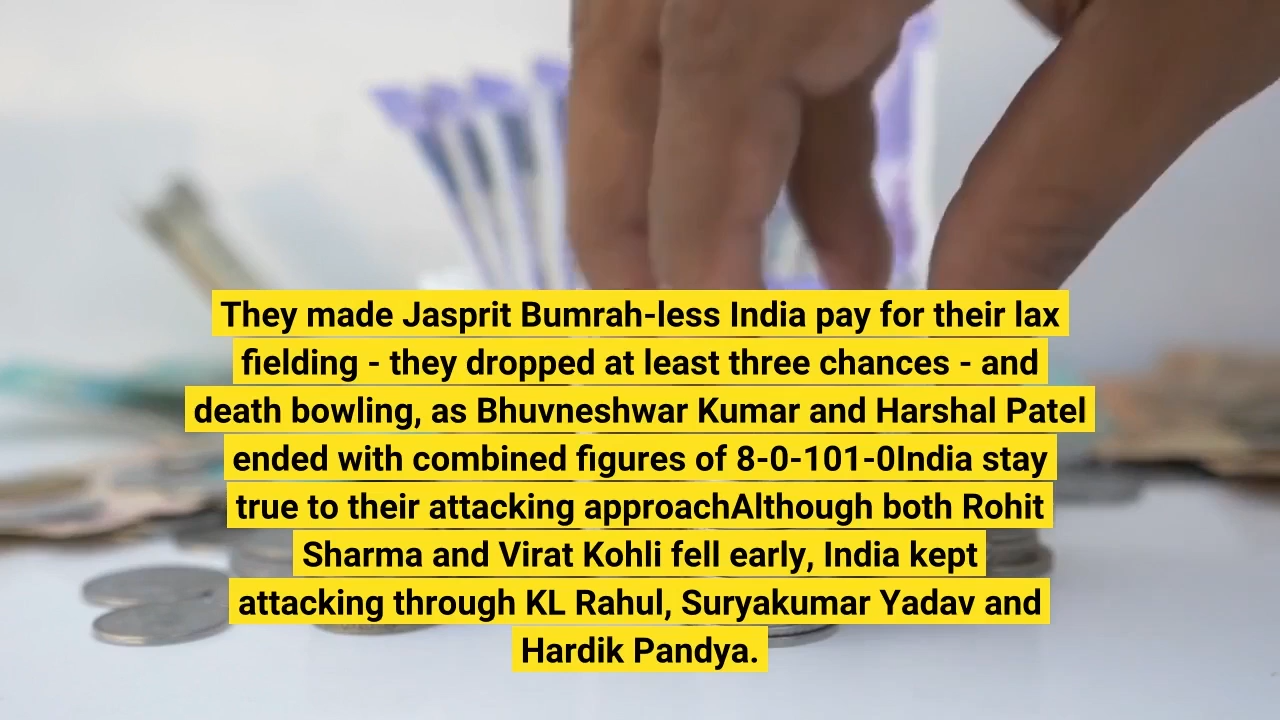 They made Jasprit Bumrah-less India pay for their lax
fielding - they dropped at least three chances - and
death bowling, as Bhuvneshwar Kumar and Harshal Patel
ended with combined figures of 8-0-101-0India stay
true to their attacking approachAlthough both Rohit
Sharma and Virat Kohli fell early, India kept
attacking through KL Rahul, Suryakumar Yadav and
Hardik Pandya.